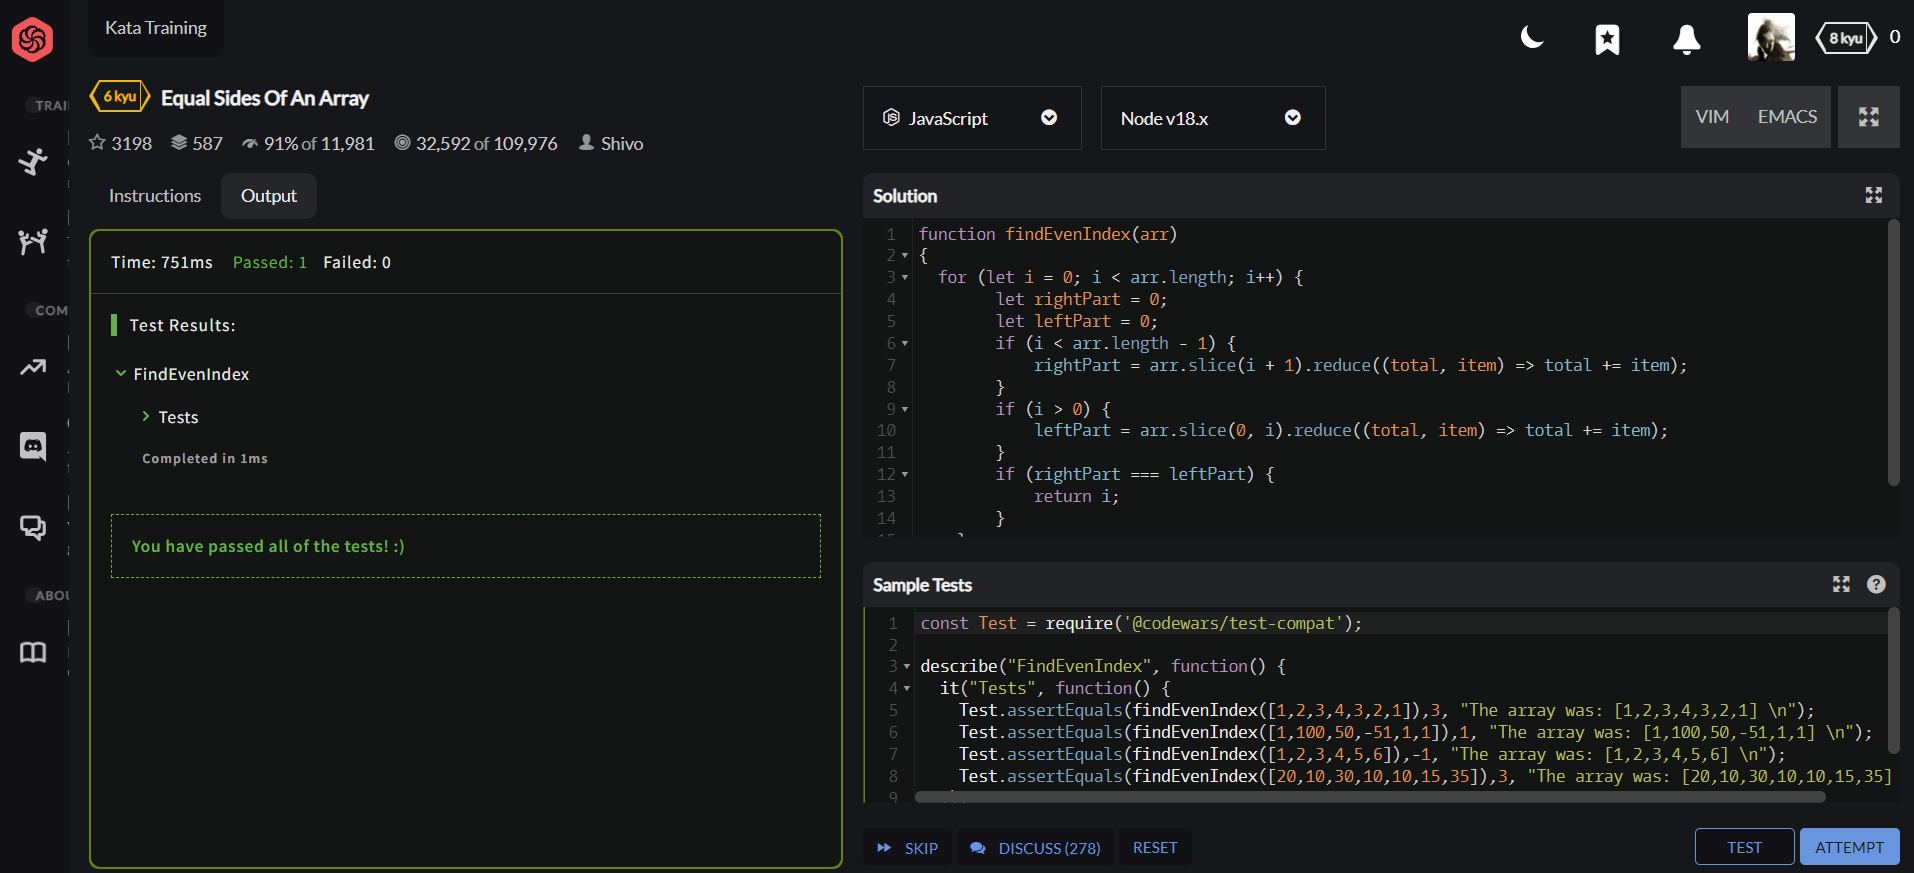 Kata Training
8 kyu
0
TRAI
COM
ABOU
6 kyu
Equal Sides Of An Array
3198 587 91% of 11,981 32,592 of 109,976 Shivo
Instructions
Output
Time: 751ms Passed: 1 Failed: 0
Test Results:
FindEvenIndex
Tests
Completed in 1ms
You have passed all of the tests! :)
JavaScript
Node v18.x
VIM
EMACS
Solution
1 function findEvenIndex(arr)
2 {
3 for (let i = 0; i < arr.length; i++) {
4 let rightPart = 0;
5 let leftPart = 0;
6 if (i < arr.length - 1) {
7 rightPart = arr.slice(i + 1).reduce((total, item) => total += item);
8 }
9 if (i > 0) {
10 leftPart = arr.slice(0, i).reduce((total, item) => total += item);
11 }
12 if (rightPart === leftPart) {
13 return i;
14 }
Sample Tests
1 const Test = require('@codewars/test-compat');
2
3 describe("FindEvenIndex", function() {
4 it("Tests", function() {
5 Test.assertEquals(findEvenIndex([1,2,3,4,3,2,1]),3, "The array was: [1,2,3,4,3,2,1] \n");
6 Test.assertEquals(findEvenIndex([1,100,50,-51,1,1]),1, "The array was: [1,100,50,-51,1,1] \n");
7 Test.assertEquals(findEvenIndex([1,2,3,4,5,6]),-1, "The array was: [1,2,3,4,5,6] \n");
8 Test.assertEquals(findEvenIndex([20,10,30,10,10,15,35]),3, "The array was: [20,10,30,10,10,15,35]
9
SKIP
DISCUSS (278)
RESET
TEST
ATTEMPT